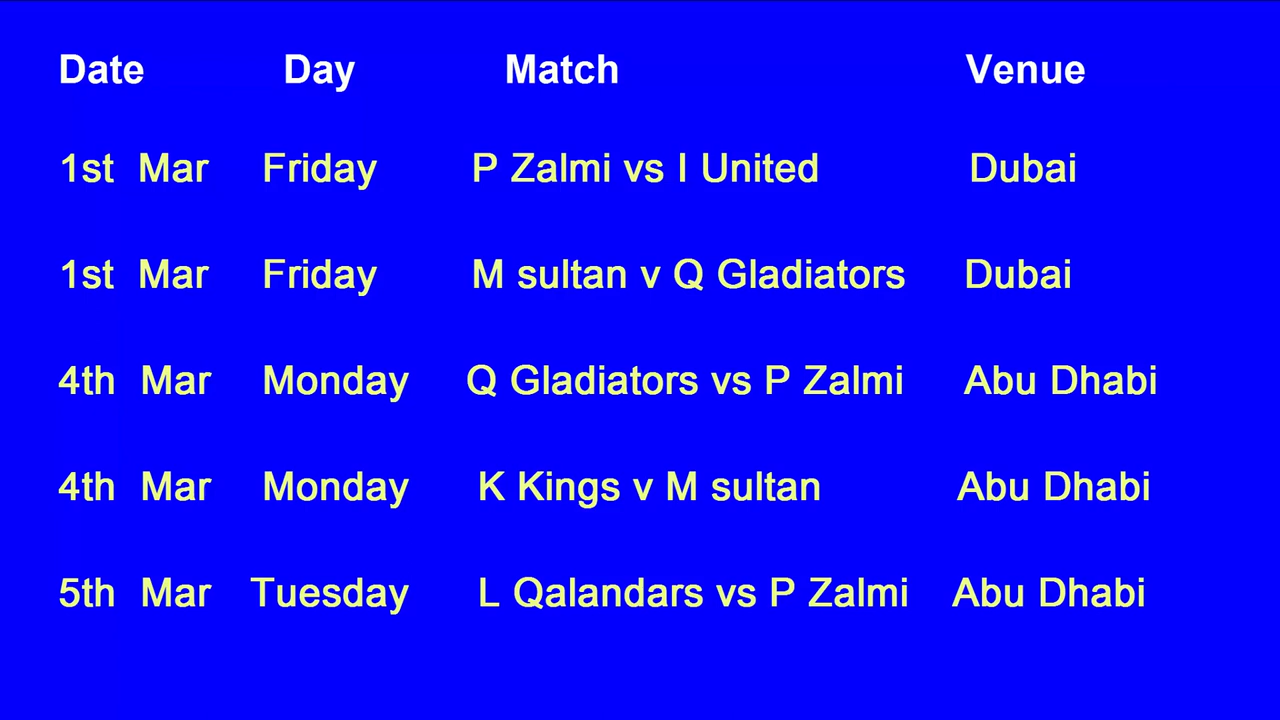 Date Day Match Venue
1st Mar Friday P Zalmi vs I United Dubai
1st Mar Friday M sultan v Q Gladiators Dubai
4th Mar Monday Q Gladiators vs P Zalmi Abu Dhabi
4th Mar Monday K Kings v M sultan Abu Dhabi
5th Mar Tuesday L Qalandars vs P Zalmi Abu Dhabi